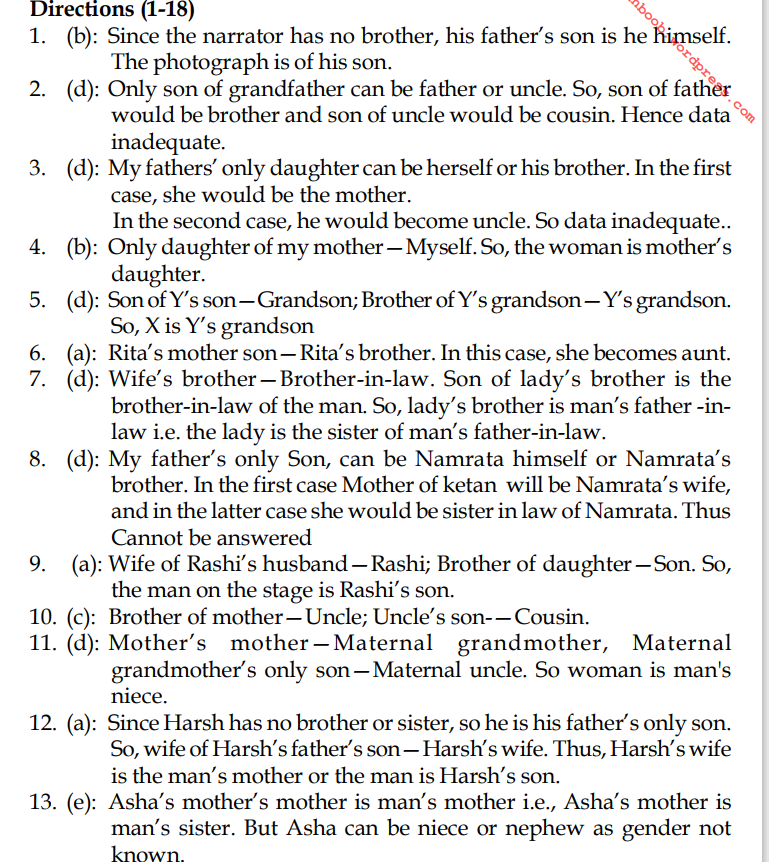 Directions (1-18)
1. (b): Since the narrator has no brother, his father's son is he himself.
The photograph is of his son.
2. (d): Only son of grandfather can be father or uncle. So, son of father
would be brother and son of uncle would be cousin. Hence data
inadequate.
3. (d): My fathers' only daughter can be herself or his brother. In the first
case, she would be the mother.
In the second case, he would become uncle. So data inadequate..
4. (b): Only daughter of my mother—Myself. So, the woman is mother's
daughter.
5. (d): Son of Y's son—Grandson; Brother of Y's grandson—Y's grandson.
So, X is Y's grandson
6. (a): Rita's mother son—Rita's brother. In this case, she becomes aunt.
7. (d): Wife's brother—Brother-in-law. Son of lady's brother is the
brother-in-law of the man. So, lady's brother is man's father -in-
law i.e. the lady is the sister of man's father-in-law.
8. (d): My father's only Son, can be Namrata himself or Namrata's
brother. In the first case Mother of ketan will be Namrata's wife,
and in the latter case she would be sister in law of Namrata. Thus
Cannot be answered
9. (a): Wife of Rashi's husband—Rashi; Brother of daughter—Son. So,
the man on the stage is Rashi's son.
10. (c): Brother of mother—Uncle; Uncle's son-—Cousin.
11. (d): Mother's mother—Maternal grandmother, Maternal
grandmother's only son—Maternal uncle. So woman is man's
niece.
12. (a): Since Harsh has no brother or sister, so he is his father's only son.
So, wife of Harsh's father's son—Harsh's wife. Thus, Harsh's wife
is the man's mother or the man is Harsh's son.
13. (e): Asha's mother's mother is man's mother i.e., Asha's mother is
man's sister. But Asha can be niece or nephew as gender not
known.